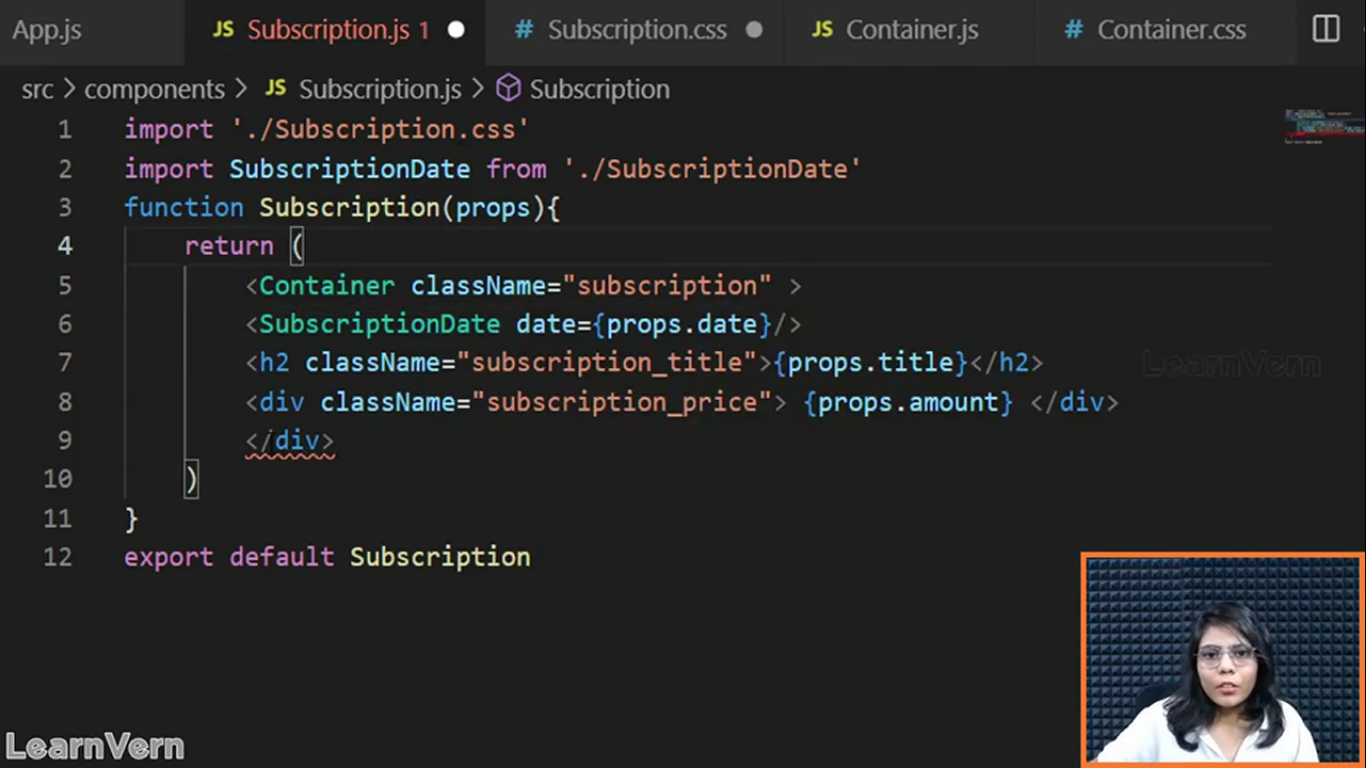 App.js
JS Subscription.js 1
# Subscription.css
JS Container.js
# Container.css
src > components > JS Subscription.js > Subscription
1 import './Subscription.css'
2 import SubscriptionDate from './SubscriptionDate'
3 function Subscription(props){
4 return (
5 <Container className="subscription" >
6 <SubscriptionDate date={props.date}/>
7 <h2 className="subscription_title">{props.title}</h2>
8 <div className="subscription_price"> {props.amount} </div>
9 </div>
10 )
11 }
12 export default Subscription
LearnVern
LearnVern